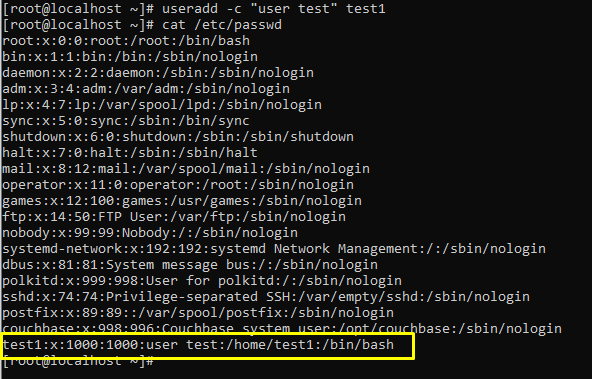 [root@localhost ~]# useradd -c "user test" test1
[root@localhost ~]# cat /etc/passwd
root:x:0:0:root:/root:/bin/bash
bin:x:1:1:bin:/bin:/sbin/nologin
daemon:x:2:2:daemon:/sbin:/sbin/nologin
adm:x:3:4:adm:/var/adm:/sbin/nologin
lp:x:4:7:lp:/var/spool/lpd:/sbin/nologin
sync:x:5:0:sync:/sbin:/bin/sync
shutdown:x:6:0:shutdown:/sbin:/sbin/shutdown
halt:x:7:0:halt:/sbin:/sbin/halt
mail:x:8:12:mail:/var/spool/mail:/sbin/nologin
operator:x:11:0:operator:/root:/sbin/nologin
games:x:12:100:games:/usr/games:/sbin/nologin
ftp:x:14:50:FTP User:/var/ftp:/sbin/nologin
nobody:x:99:99:Nobody:/:/sbin/nologin
systemd-network:x:192:192:systemd Network Management:/:/sbin/nologin
dbus:x:81:81:System message bus:/:/sbin/nologin
polkitd:x:999:998:User for polkitd:/:/sbin/nologin
sshd:x:74:74:Privilege-separated SSH:/var/empty/sshd:/sbin/nologin
postfix:x:89:89::/var/spool/postfix:/sbin/nologin
couchbase:x:998:996:Couchbase system user:/opt/couchbase:/sbin/nologin
test1:x:1000:1000:user test:/home/test1:/bin/bash
[root@localhost ~]#